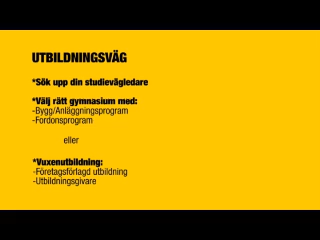 UTBILDNINGSVÄG
*Sök upp din studievägledare
*Välj rätt gymnasium med:
-Bygg/Anläggningsprogram
-Fordonsprogram
eller
*Vuxenutbildning:
-Företagsförlagd utbildning
-Utbildningsgivare